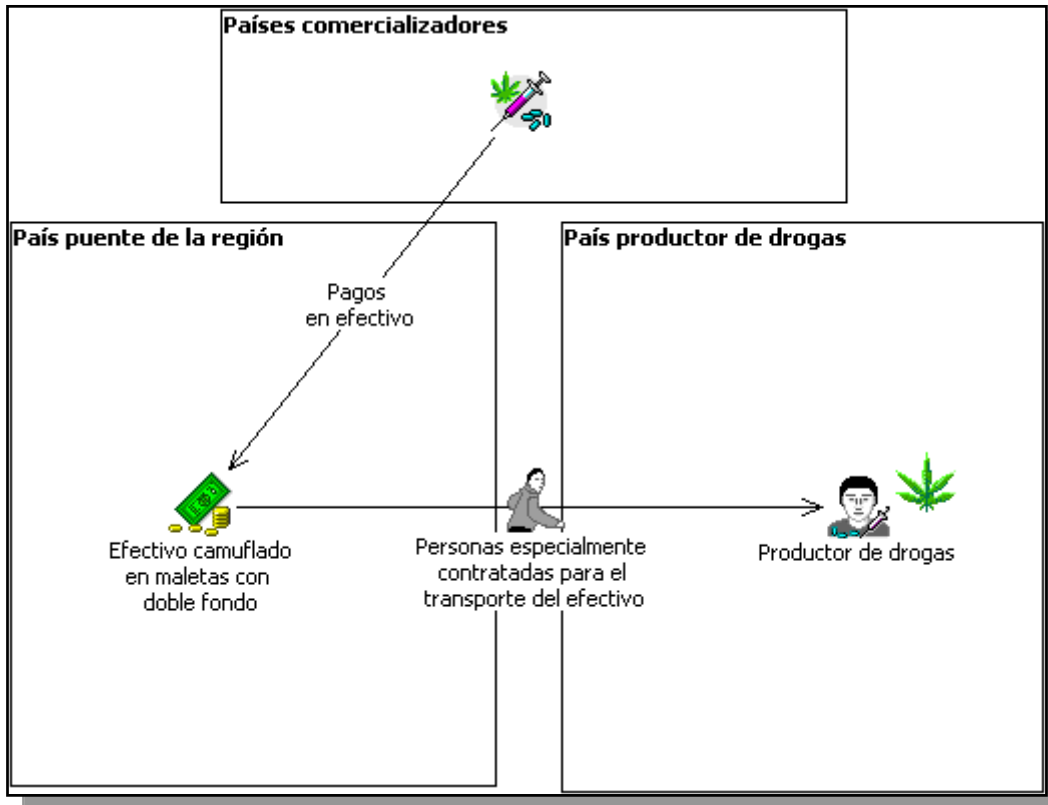 Países comercializadores
País puente de la región
País productor de drogas
Pagos
en efectivo
Efectivo camuflado
en maletas con
doble fondo
Personas especialmente
contratadas para el
transporte del efectivo
Productor de drogas